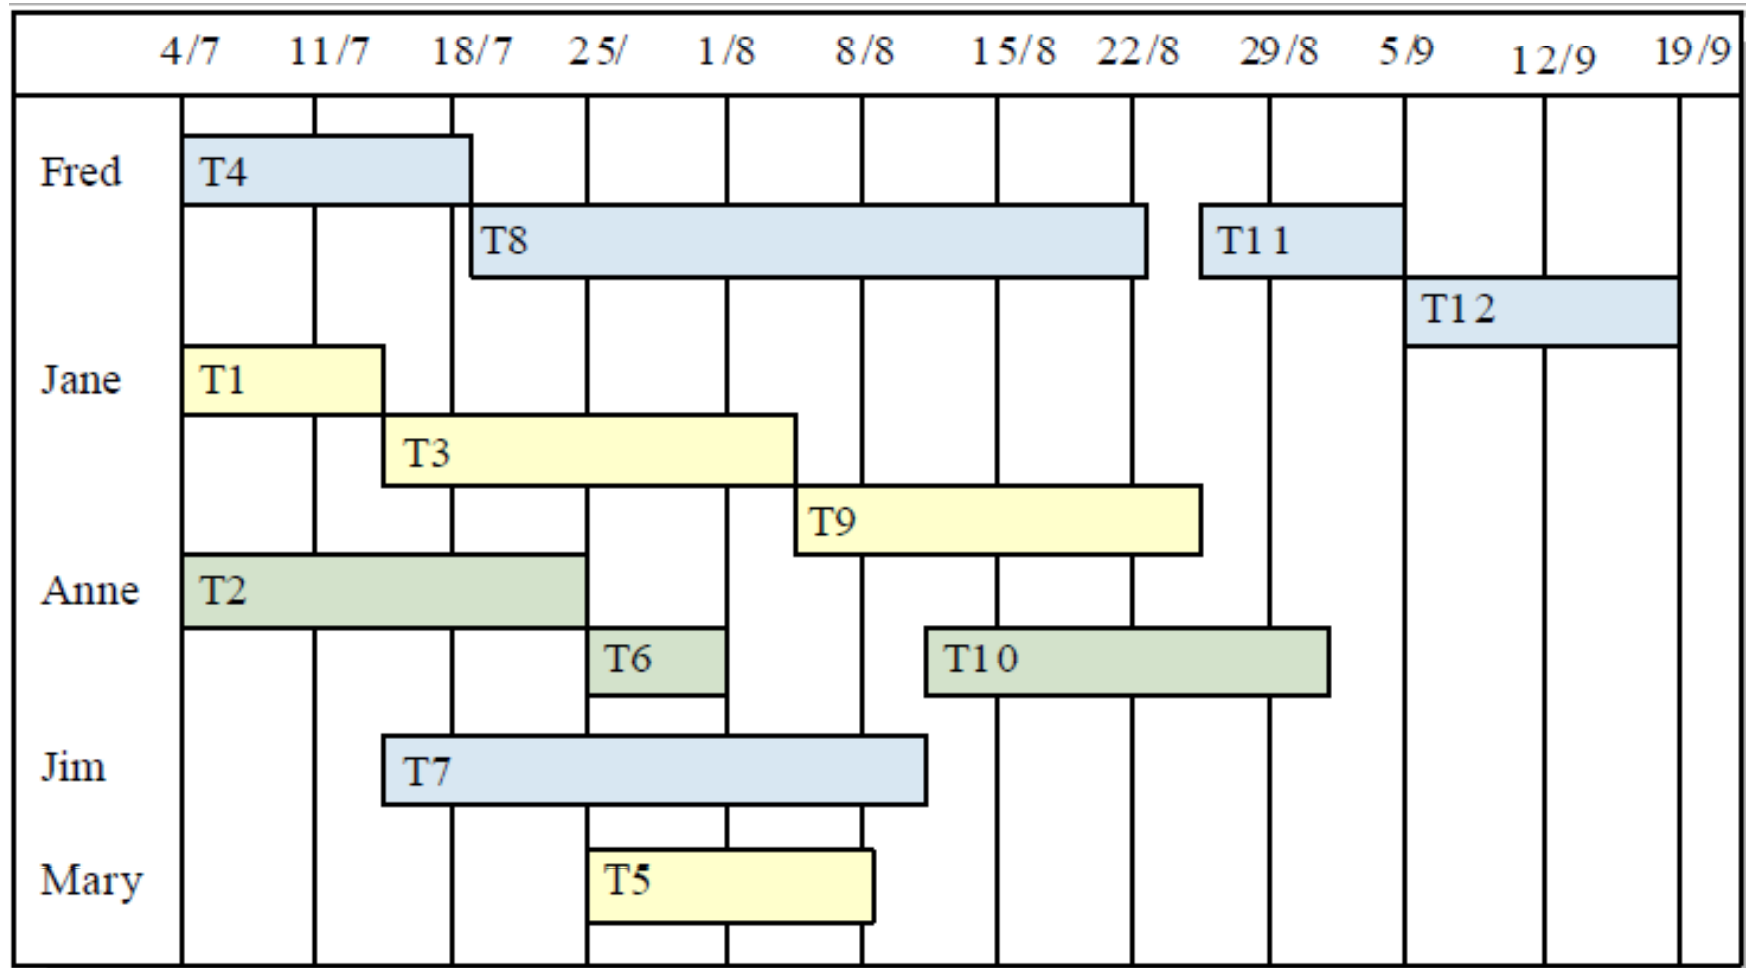 4/7 11/7 18/7 25/ 1/8 8/8 15/8 22/8 29/8 5/9 12/9 19/9
Fred T4
T8 T11
T12
Jane T1
T3
T9
Anne T2
T6 T10
Jim T7
Mary T5